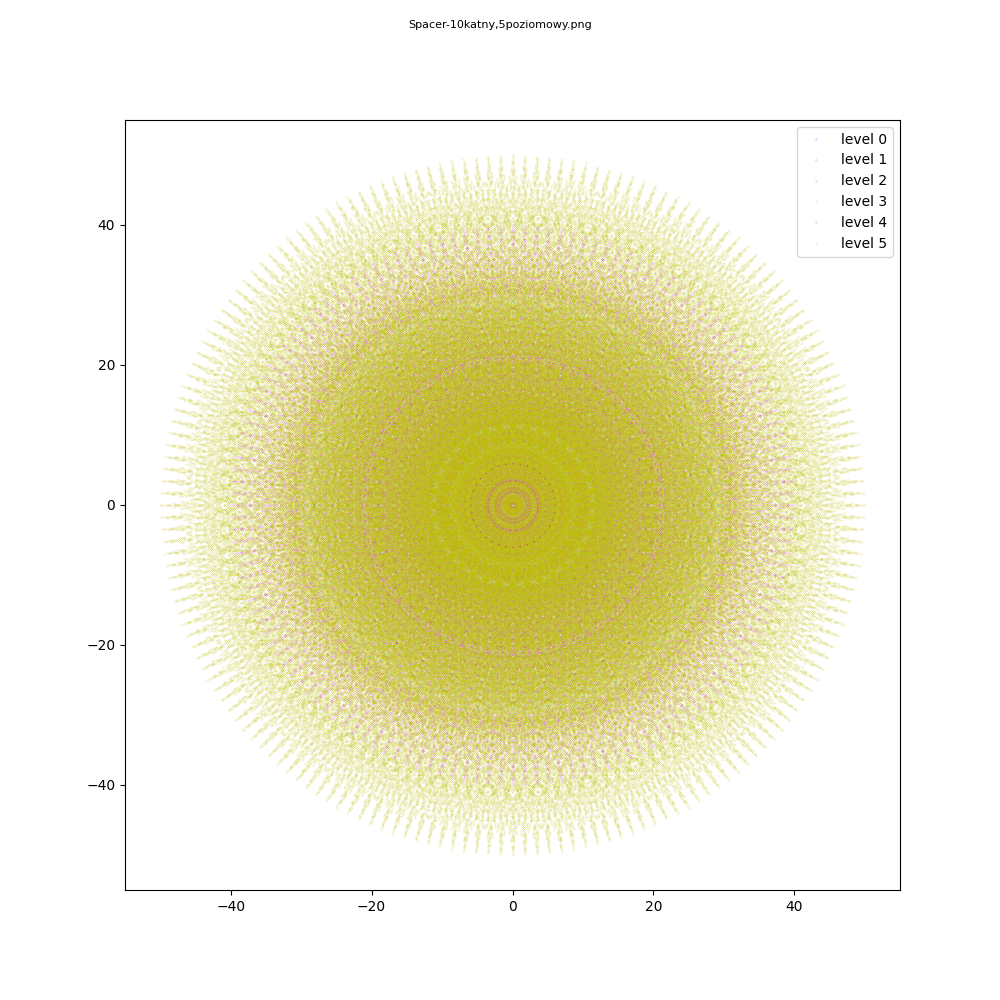 Spacer-10katny,5poziomowy.png
level 0
level 1
level 2
level 3
level 4
level 5
40
20
0
−20
−40
−40 −20 0 20 40